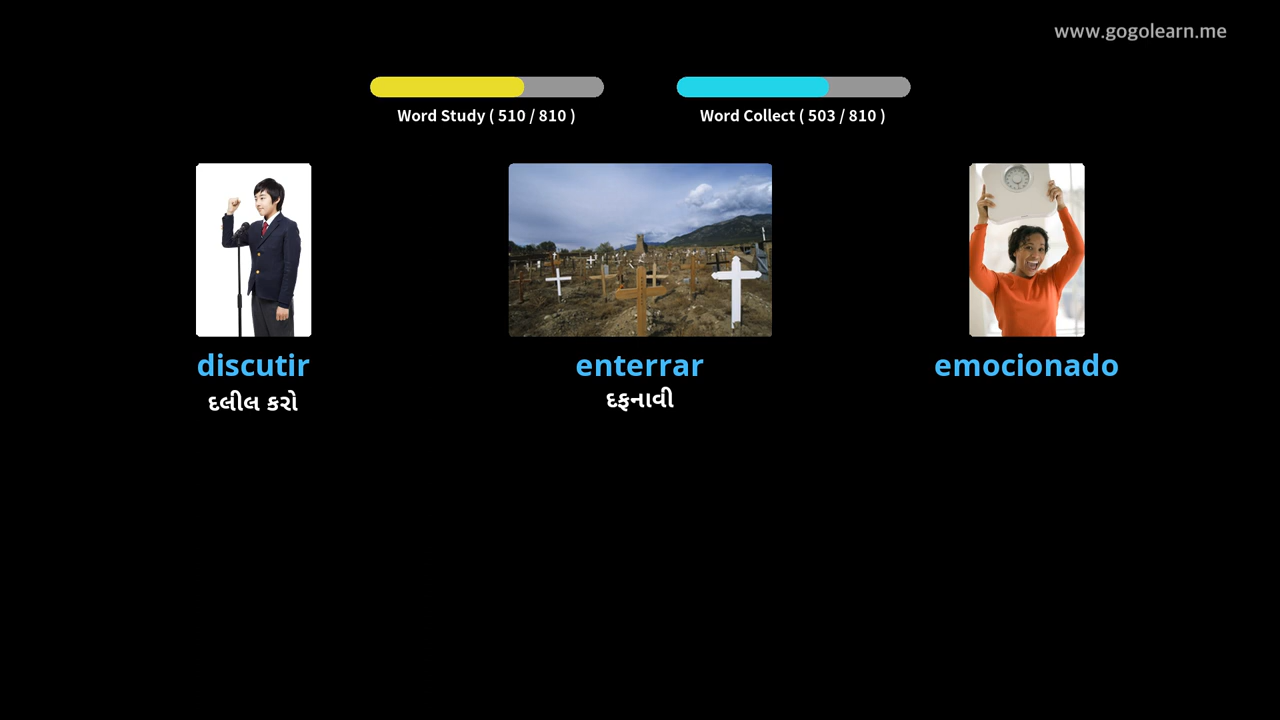 www.gogolearn.me
Word Study ( 510 / 810 )
Word Collect ( 503 / 810 )
discutir
enterrar
emocionado
દલીલ કરો
દફનાવી